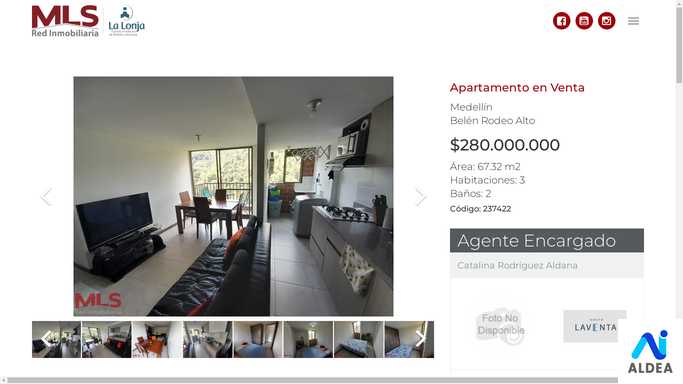 MLS
Red Inmobiliaria
La Lonja
Apartamento en Venta
Medellín
Belén Rodeo Alto
$280.000.000
Área: 67.32 m2
Habitaciones: 3
Baños: 2
Código: 237422
Agente Encargado
Catalina Rodríguez Aldana
Foto No
Disponible
LAVENTA
MLS
ALDEA